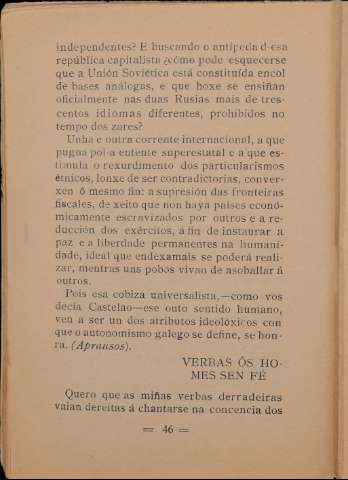 independentes? E buscando o antípeda d-esa
república capitalista ¿cómo pode esquecerse
que a Unión Soviética está constituída encol
de bases análogas, e que hoxe se ensiñan
oficialmente nas duas Rusias mais de tres-
centos idiomas diferentes, prohibidos no
tempo dos zares?
Unha e outra corrente internacional, a que
pugna pol-a entente superestatal e a que es-
timula o rexurdimento dos particularismos
étnicos, lonxe de ser contradictorias, conver-
xen ó mesmo fin: a supresión das fronteiras
fiscales, de xeito que non haya países econó-
micamente escravizados por outros e a re-
ducción dos exércitos, á fin de instaurar a
paz e a liberdade permanentes na humani-
dade, ideal que endexamais se poderá reali-
zar, mentras uns pobos vivan de asoballar á
outros.
Pois esa cobiza universalista,—como vos
decía Castelao—ese outo sentido humano,
ven a ser un dos atributos ideolóxicos con
que o autonomismo galego se define, se hon-
ra. (Aprausos).
VERBAS ÓS HO-
MES SEN FÉ
Quero que as miñas verbas derradeiras
vaian dereitas á chantarse na concencia dos
= 46 =